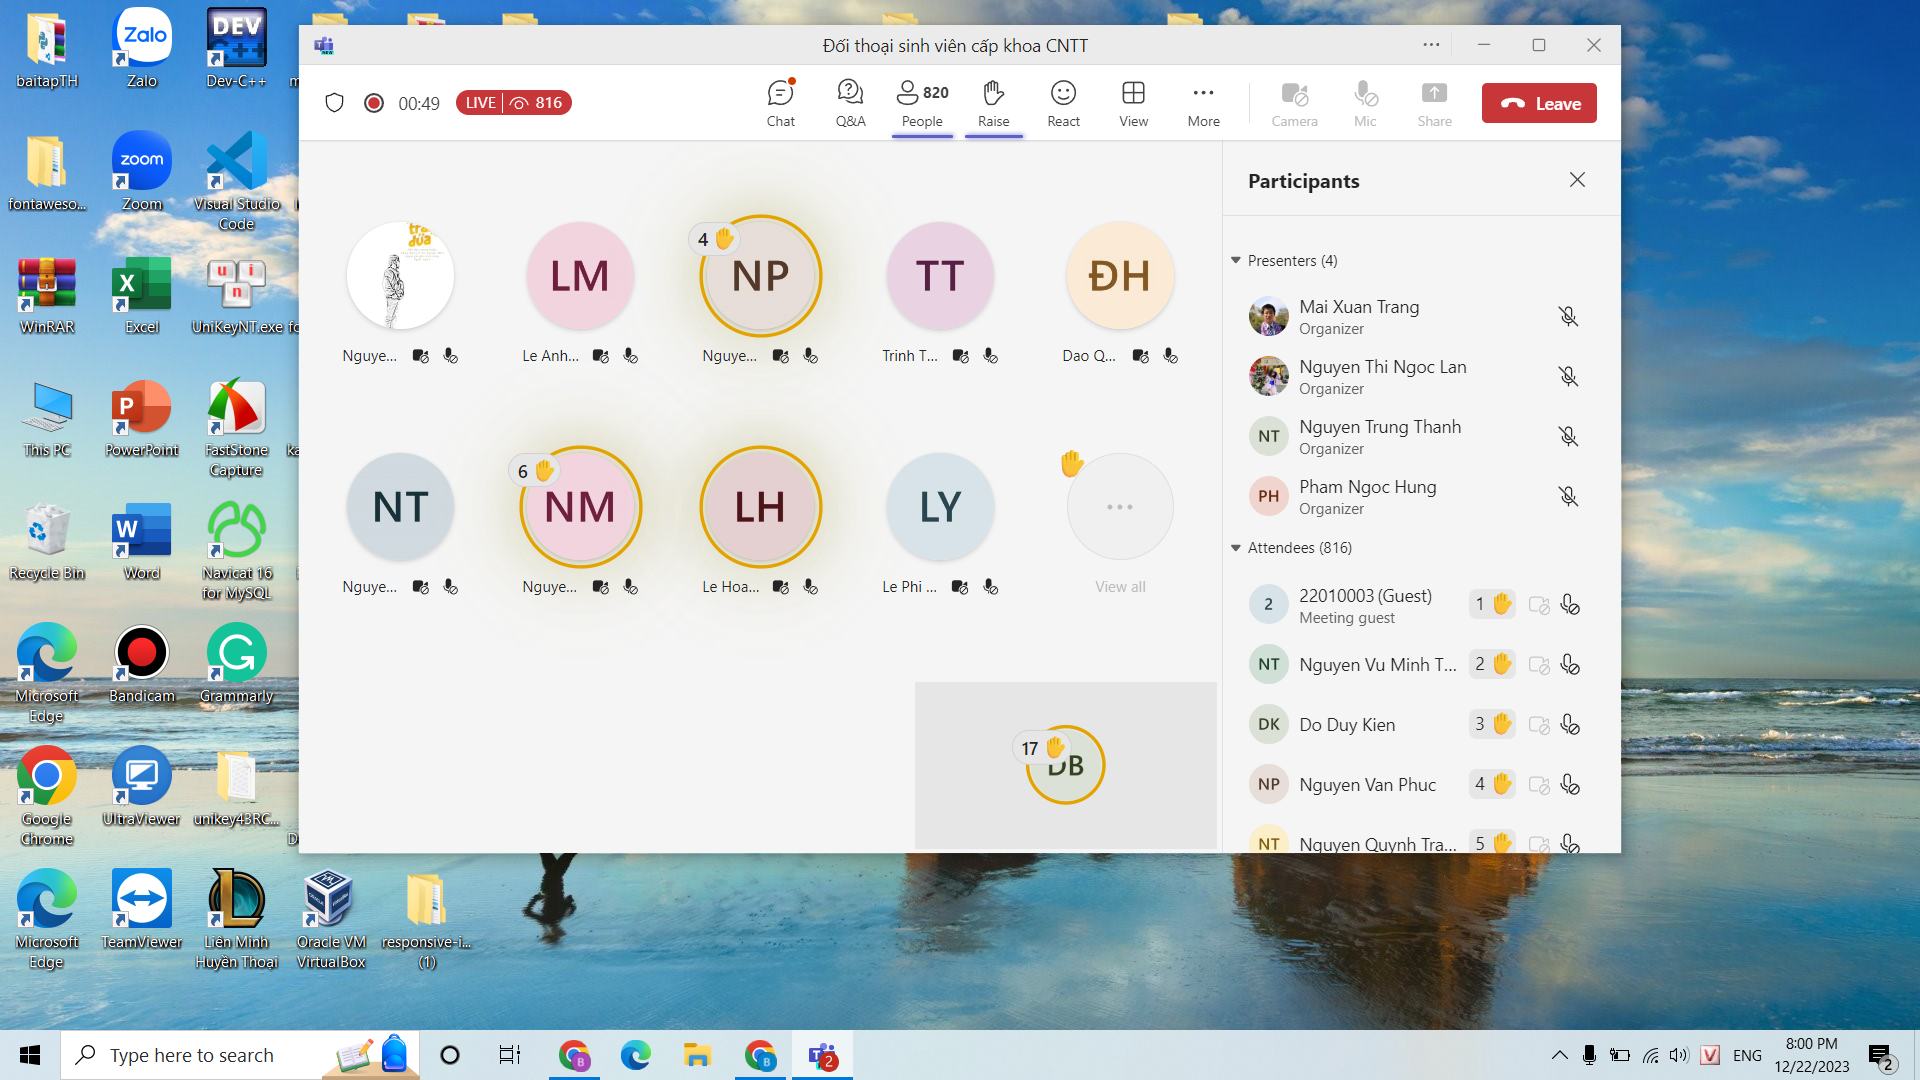 Đối thoại sinh viên cấp khoa CNTT
00:49
LIVE 816
Chat
Q&A
820
People
Raise
React
View
More
Camera
Mic
Share
Leave
Participants
Presenters (4)
Mai Xuan Trang
Organizer
Nguyen Thi Ngoc Lan
Organizer
NT
Nguyen Trung Thanh
Organizer
PH
Pham Ngoc Hung
Organizer
Attendees (816)
2
22010003 (Guest)
Meeting guest
1
NT
Nguyen Vu Minh T...
2
DK
Do Duy Kien
3
NP
Nguyen Van Phuc
4
NT
Nguyen Quynh Tra...
5
dừa
Nguye...
LM
Le Anh...
4
NP
Nguye...
TT
Trinh T...
ĐH
Dao Q...
NT
Nguye...
6
NM
Nguye...
LH
Le Hoa...
LY
Le Phi ...
View all
17
DB
baitapTH
Zalo
Zalo
DEV
C++
Dev-C++
fontaweso...
zoom
Zoom
Visual Studio
Code
WinRAR
X
Excel
u i
n
UniKeyNT.exe
This PC
P
PowerPoint
FastStone
Capture
Recycle Bin
W
Word
Navicat 16
for MySQL
Microsoft
Edge
Bandicam
Grammarly
Google
Chrome
UltraViewer
unikey43RC...
Microsoft
Edge
TeamViewer
Liên Minh
Huyền Thoại
Oracle VM
VirtualBox
responsive-i...
(1)
Type here to search
B
B
2
V
ENG
8:00 PM
12/22/2023
2